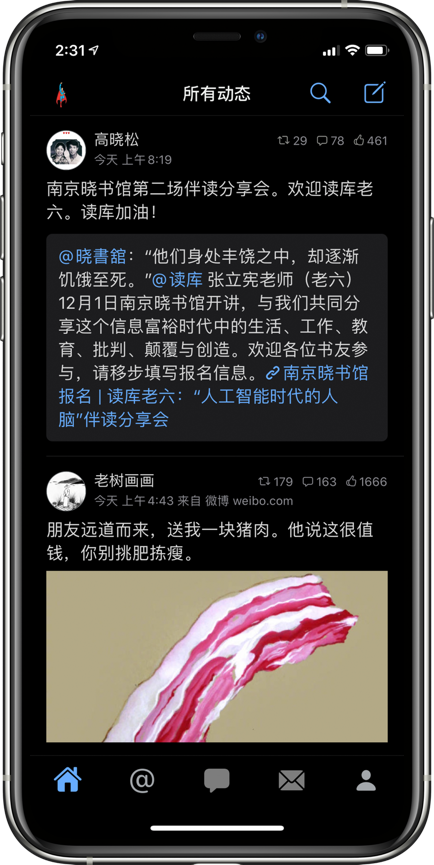 2:31
所有动态
高晓松
29 78 461
今天 上午8:19
南京晓书馆第二场伴读分享会。欢迎读库老
六。读库加油！
@晓書館：“他们身处丰饶之中，却逐渐
饥饿至死。”@读库 张立宪老师（老六）
12月1日南京晓书馆开讲，与我们共同分
享这个信息富裕时代中的生活、工作、教
育、批判、颠覆与创造。欢迎各位书友参
与，请移步填写报名信息。南京晓书馆
报名 | 读库老六：“人工智能时代的人
脑”伴读分享会
老树画画
179 163 1666
今天 上午4:43 来自 微博 weibo.com
朋友远道而来，送我一块猪肉。他说这很值
钱，你别挑肥拣瘦。